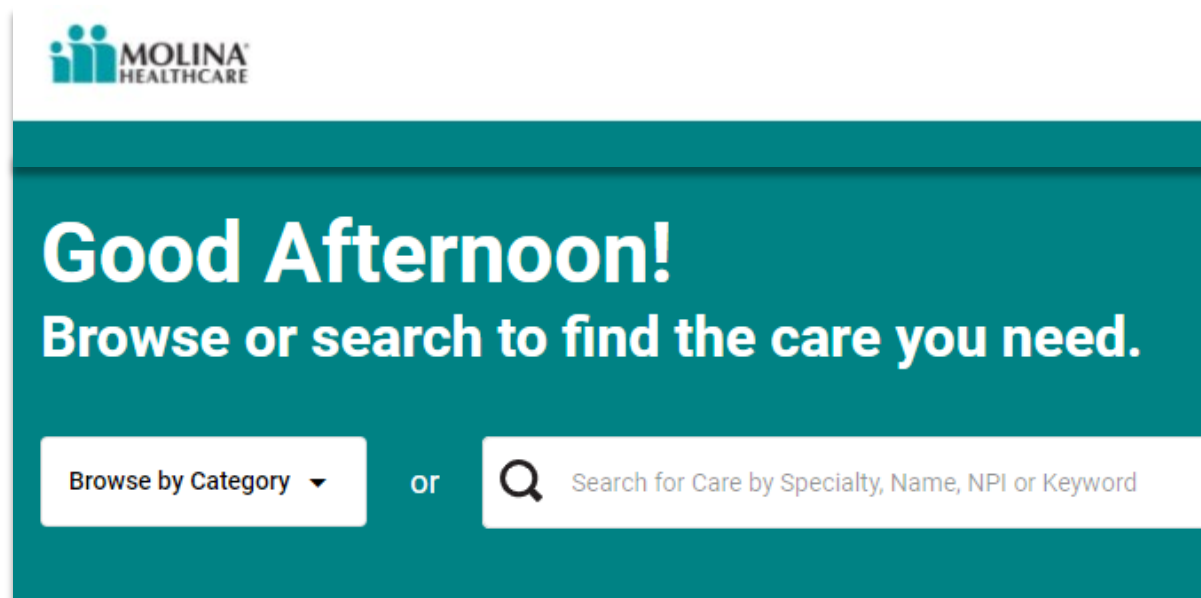 MOLINA®
HEALTHCARE
Good Afternoon!
Browse or search to find the care you need.
Browse by Category
or
Search for Care by Specialty, Name, NPI or Keyword